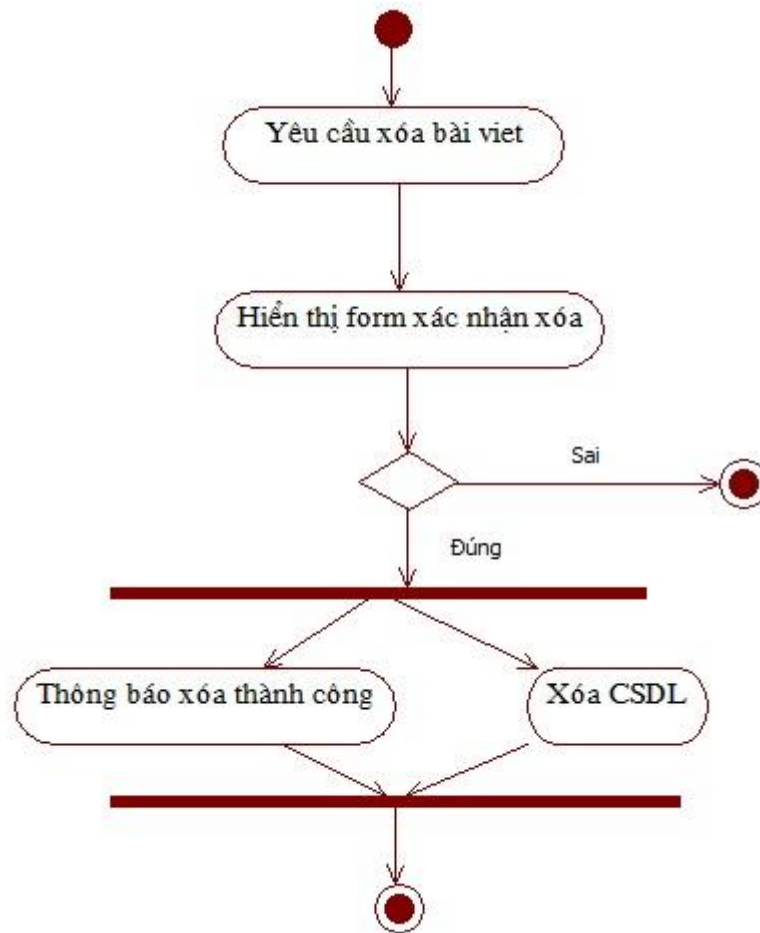 Yêu cầu xóa bài viet
Hiển thị form xác nhận xóa
Sai
Đúng
Thông báo xóa thành công
Xóa CSDL